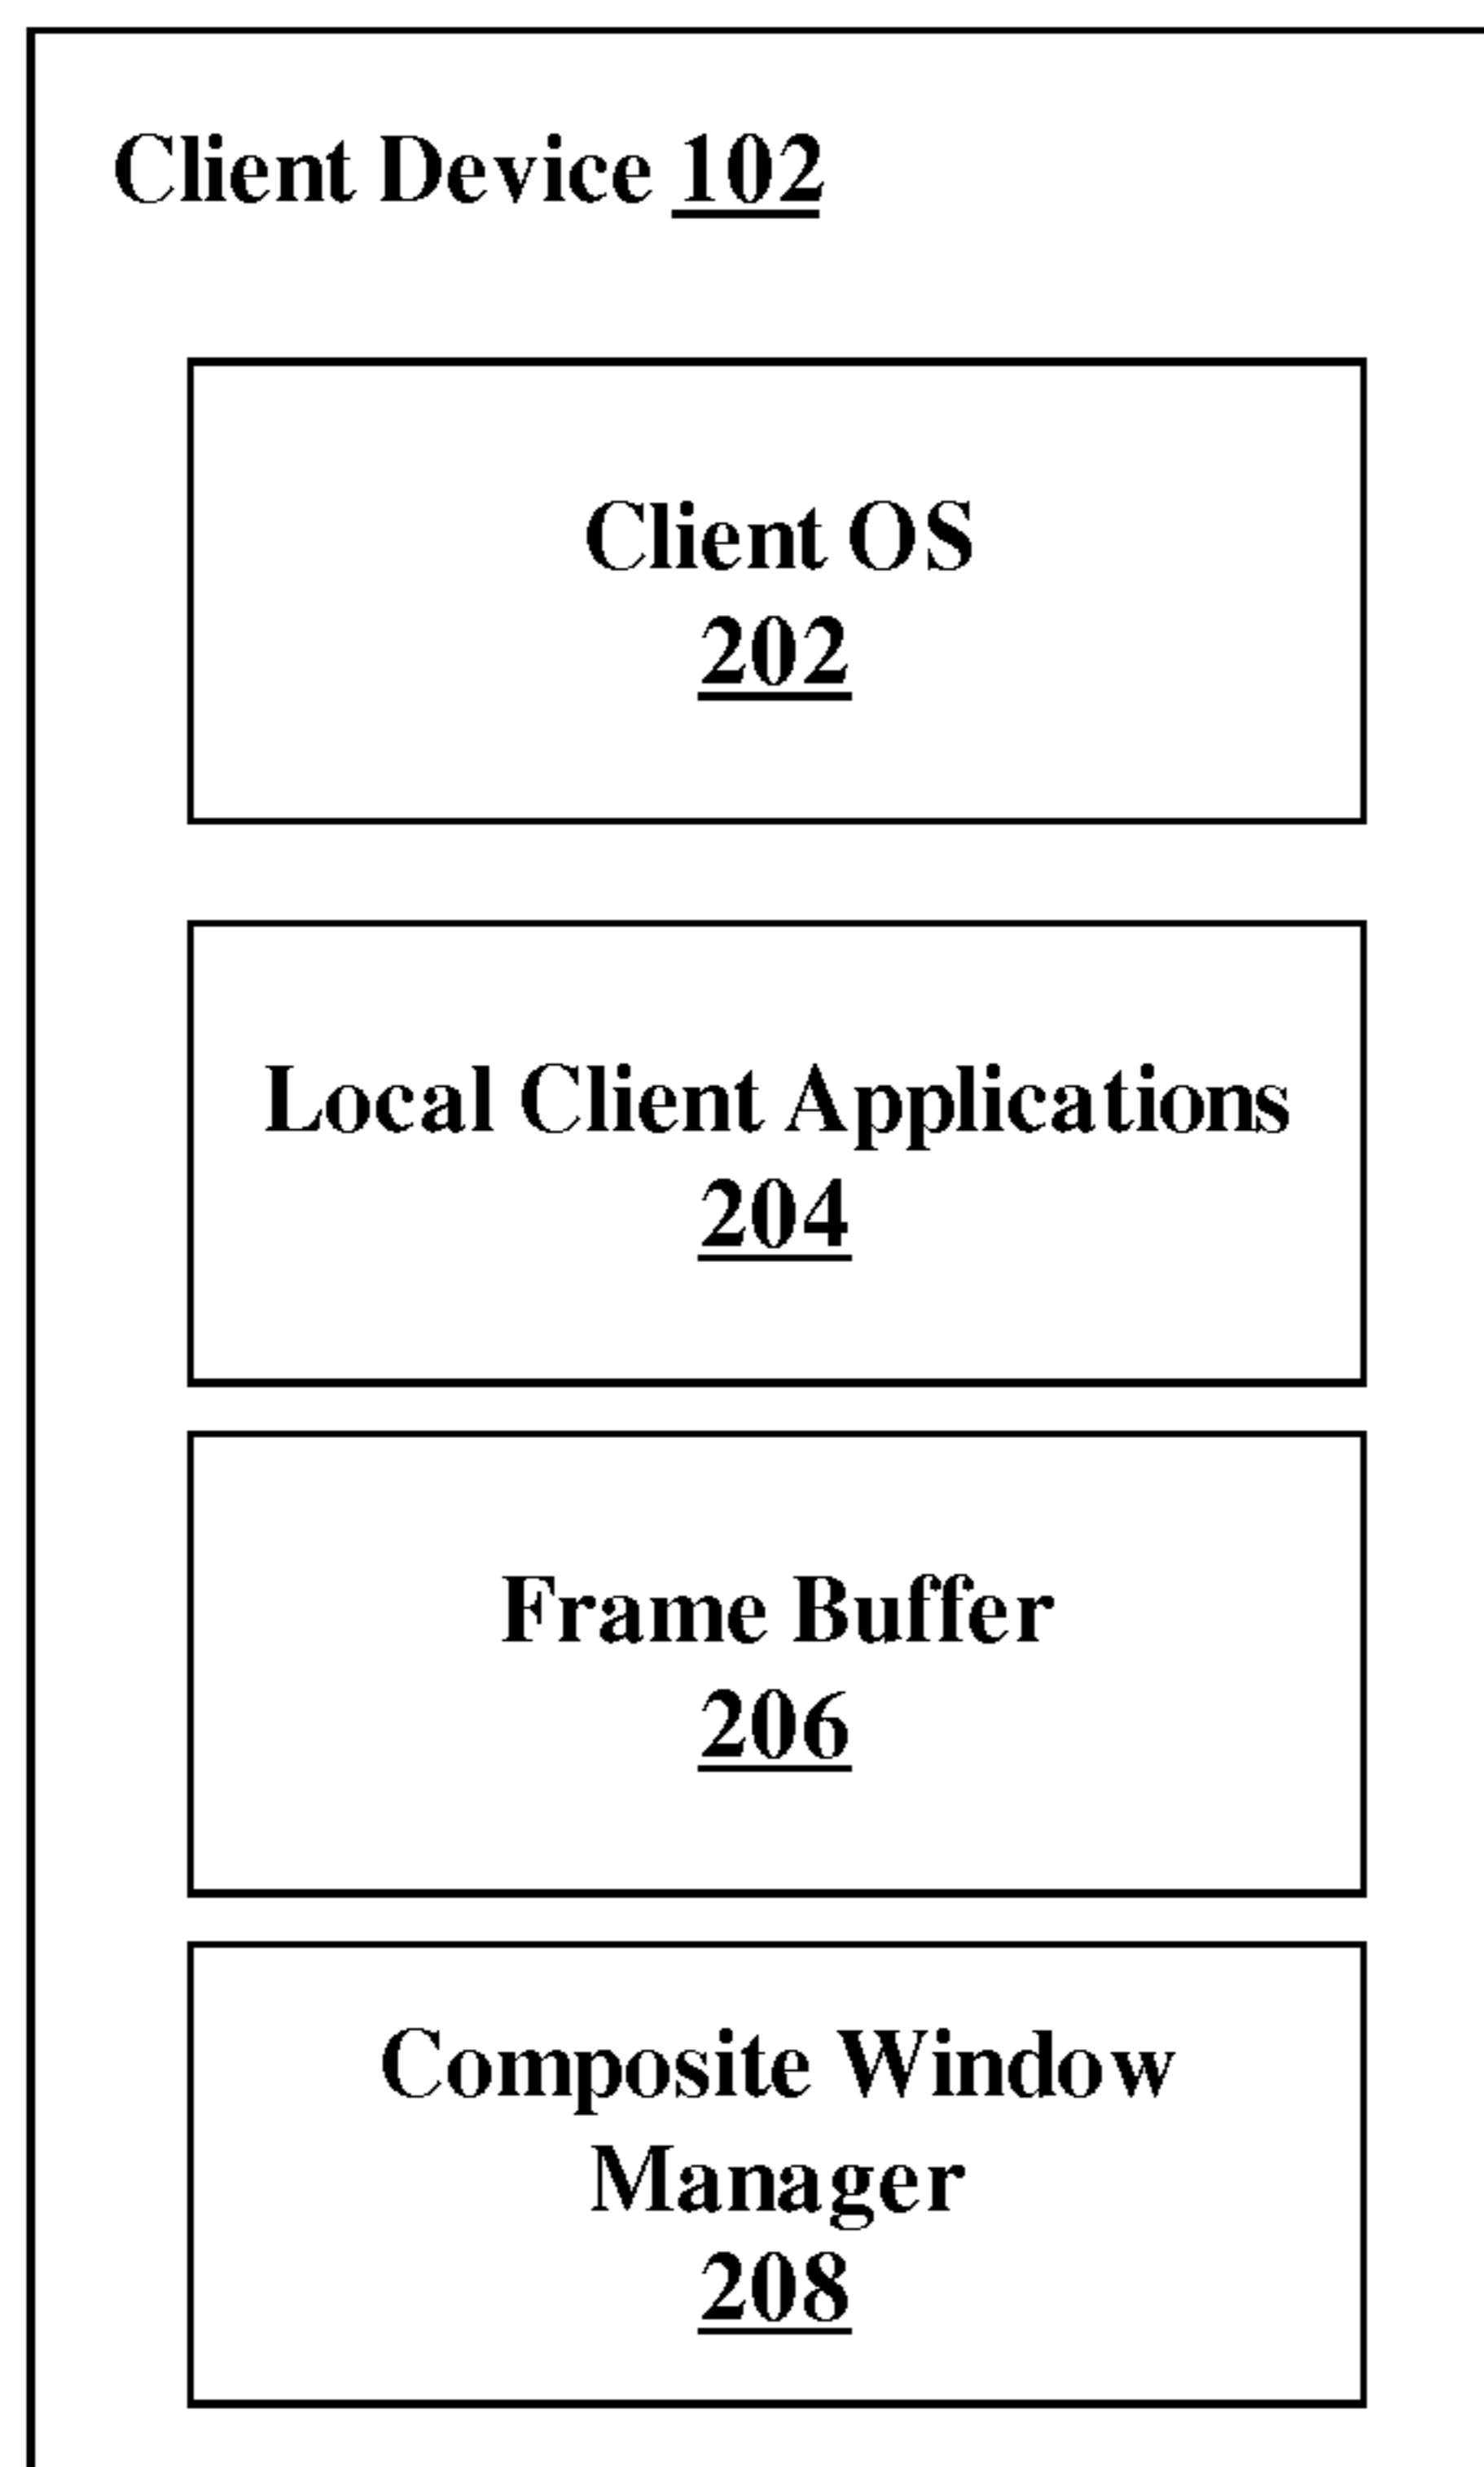 Client Device 102
Client OS
202
Local Client Applications
204
Frame Buffer
206
Composite Window
Manager
208